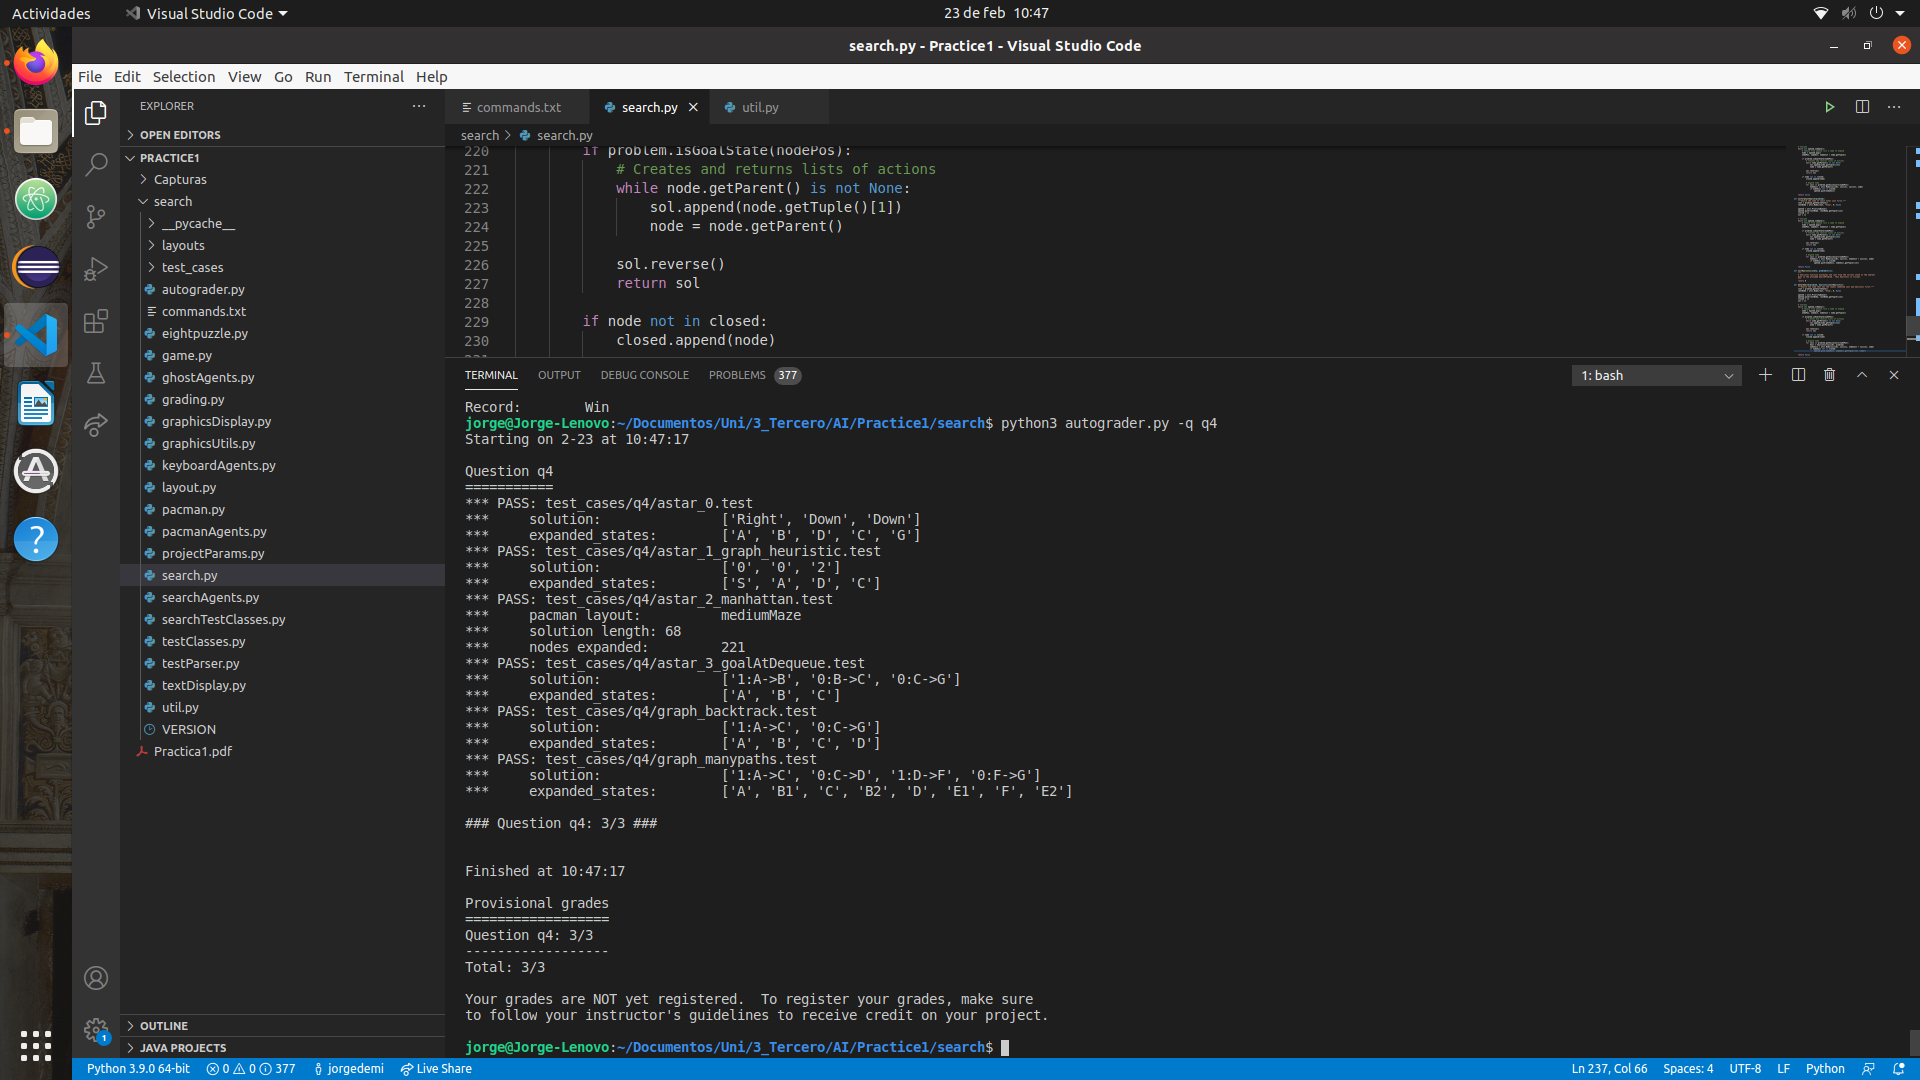 Actividades
Visual Studio Code
23 de feb 10:47
search.py - Practice1 - Visual Studio Code
File Edit Selection View Go Run Terminal Help
EXPLORER
OPEN EDITORS
PRACTICE1
Capturas
search
__pycache__
layouts
test_cases
autograder.py
commands.txt
eightpuzzle.py
game.py
ghostAgents.py
grading.py
graphicsDisplay.py
graphicsUtils.py
keyboardAgents.py
layout.py
pacman.py
pacmanAgents.py
projectParams.py
search.py
searchAgents.py
searchTestClasses.py
testClasses.py
testParser.py
textDisplay.py
util.py
VERSION
Practica1.pdf
OUTLINE
JAVA PROJECTS
commands.txt
search.py
util.py
search > search.py
220 if problem.isGoalState(nodePos):
221 # Creates and returns lists of actions
222 while node.getParent() is not None:
223 sol.append(node.getTuple()[1])
224 node = node.getParent()
225
226 sol.reverse()
227 return sol
228
229 if node not in closed:
230 closed.append(node)
231
TERMINAL OUTPUT DEBUG CONSOLE PROBLEMS 377
1: bash
Record: Win
jorge@Jorge-Lenovo:~/Documentos/Uni/3_Tercero/AI/Practice1/search$ python3 autograder.py -q q4
Starting on 2-23 at 10:47:17
Question q4
===========
*** PASS: test_cases/q4/astar_0.test
*** solution: ['Right', 'Down', 'Down']
*** expanded_states: ['A', 'B', 'D', 'C', 'G']
*** PASS: test_cases/q4/astar_1_graph_heuristic.test
*** solution: ['0', '0', '2']
*** expanded_states: ['S', 'A', 'D', 'C']
*** PASS: test_cases/q4/astar_2_manhattan.test
*** pacman layout: mediumMaze
*** solution length: 68
*** nodes expanded: 221
*** PASS: test_cases/q4/astar_3_goalAtDequeue.test
*** solution: ['1:A->B', '0:B->C', '0:C->G']
*** expanded_states: ['A', 'B', 'C']
*** PASS: test_cases/q4/graph_backtrack.test
*** solution: ['1:A->C', '0:C->G']
*** expanded_states: ['A', 'B', 'C', 'D']
*** PASS: test_cases/q4/graph_manypaths.test
*** solution: ['1:A->C', '0:C->D', '1:D->F', '0:F->G']
*** expanded_states: ['A', 'B1', 'C', 'B2', 'D', 'E1', 'F', 'E2']
### Question q4: 3/3 ###
Finished at 10:47:17
Provisional grades
==================
Question q4: 3/3
------------------
Total: 3/3
Your grades are NOT yet registered. To register your grades, make sure
to follow your instructor's guidelines to receive credit on your project.
jorge@Jorge-Lenovo:~/Documentos/Uni/3_Tercero/AI/Practice1/search$
1
Python 3.9.0 64-bit 0 0 377 jorgedemi Live Share
Ln 237, Col 66 Spaces: 4 UTF-8 LF Python